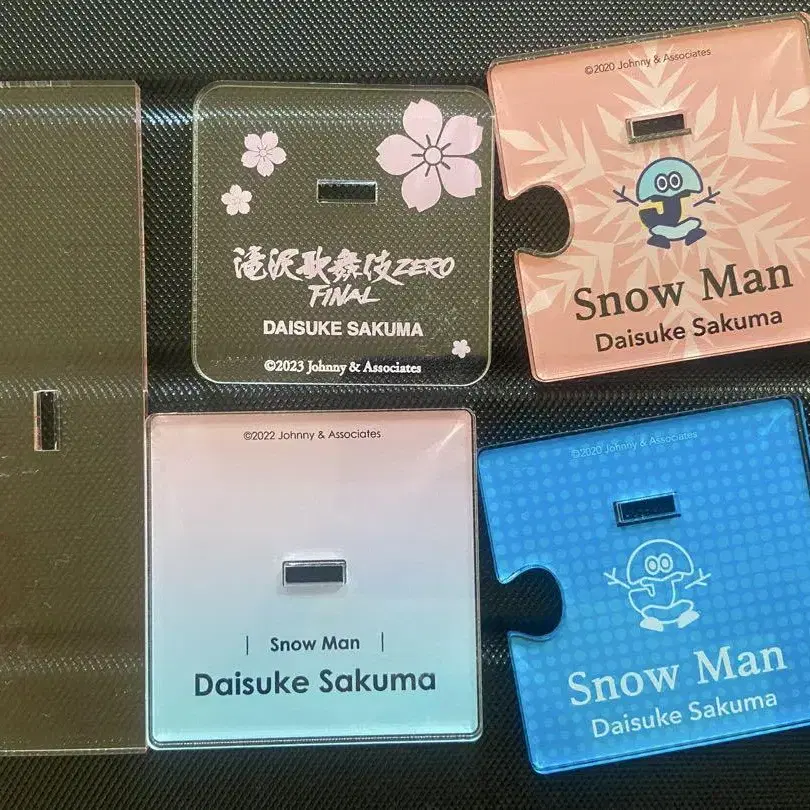 滝沢歌舞伎ZERO
FINAL
DAISUKE SAKUMA
©2023 Johnny & Associates
©2020 Johnny & Associates
Snow Man
Daisuke Sakuma
©2022 Johnny & Associates
| Snow Man |
Daisuke Sakuma
©2020 Johnny & Associates
Snow Man
Daisuke Sakuma